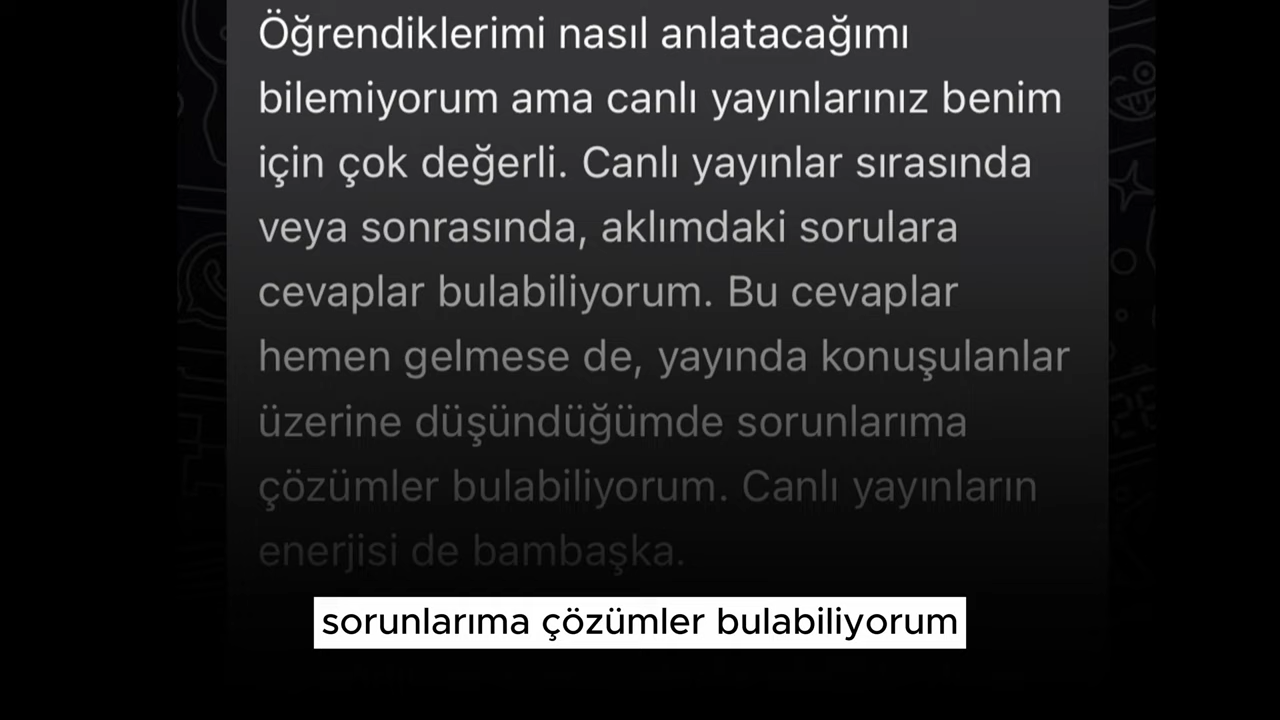 Öğrendiklerimi nasıl anlatacağımı
bilemiyorum ama canlı yayınlarınız benim
için çok değerli. Canlı yayınlar sırasında
veya sonrasında, aklımdaki sorulara
cevaplar bulabiliyorum. Bu cevaplar
hemen gelmese de, yayında konuşulanlar
üzerine düşündüğümde sorunlarıma
çözümler bulabiliyorum. Canlı yayınların
enerjisi de bambaşka.
sorunlarıma çözümler bulabiliyorum